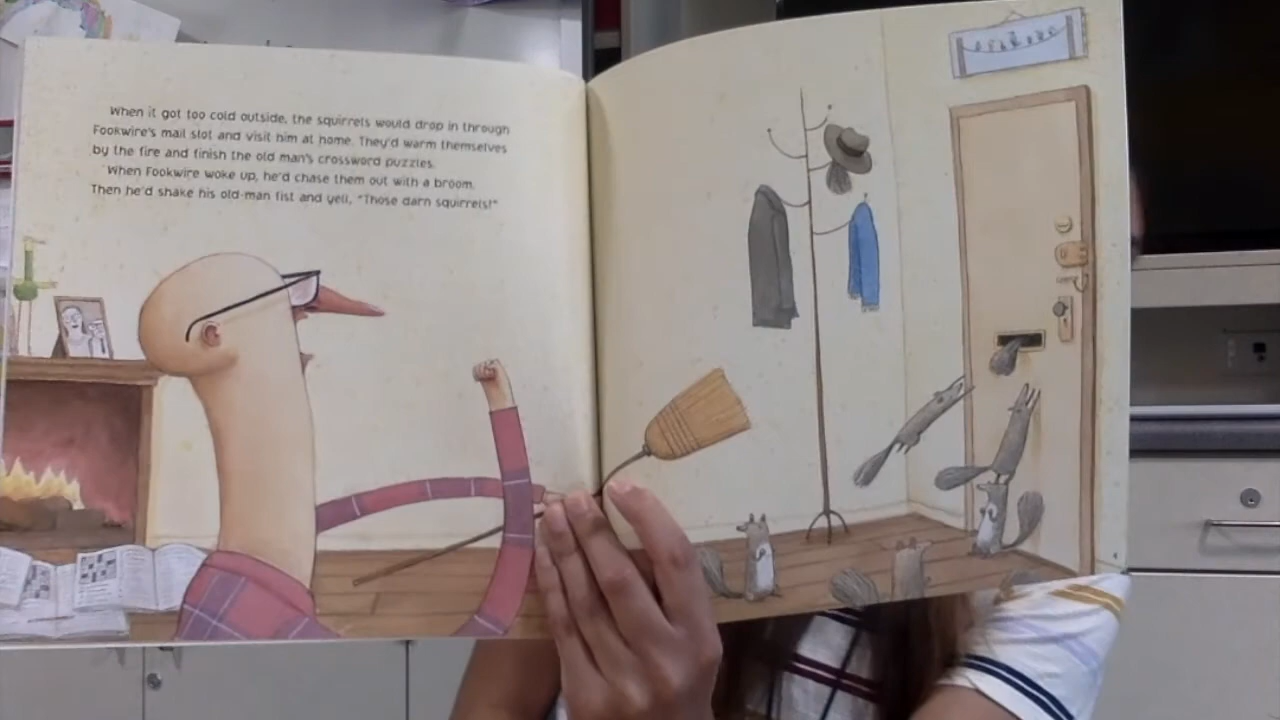 When it got too cold outside, the squirrels would drop in through
Fookwire's mail slot and visit him at home. They'd warm themselves
by the fire and finish the old man's crossword puzzles.
When Fookwire woke up, he'd chase them out with a broom.
Then he'd shake his old-man fist and yell, "Those darn squirrels!"